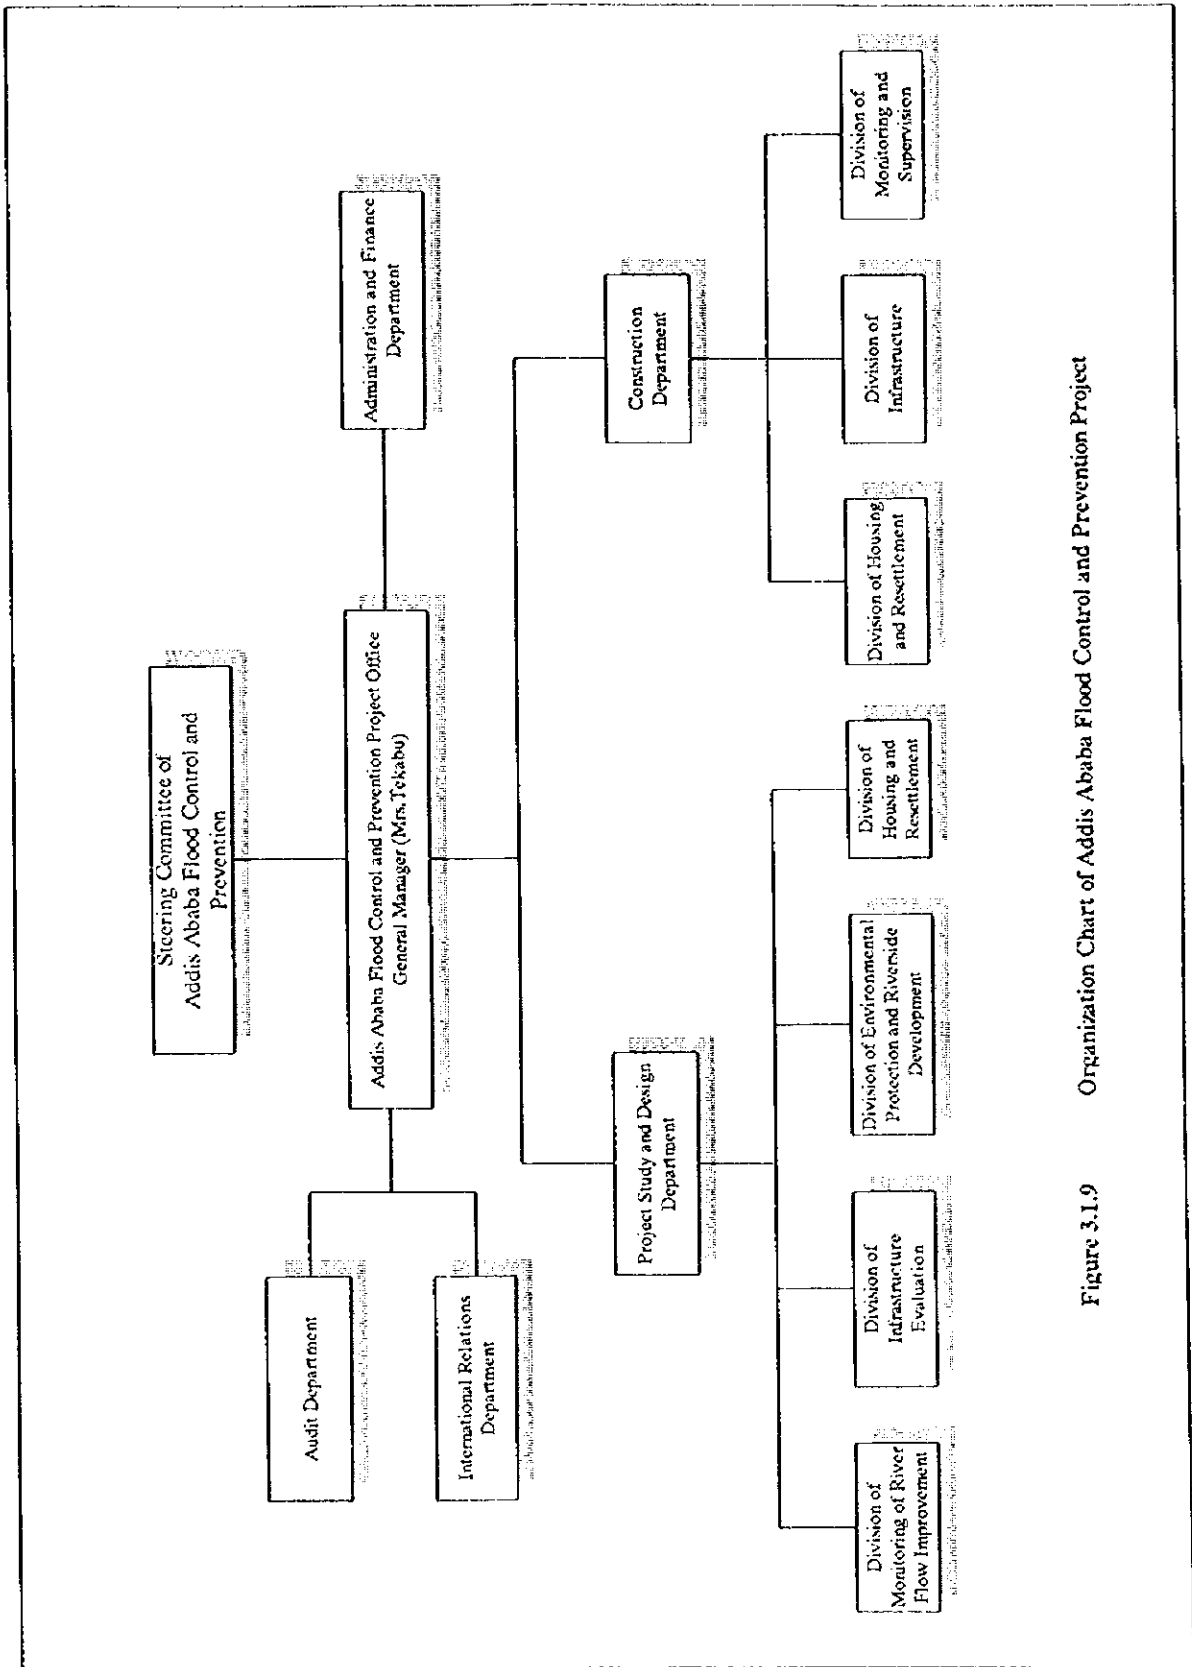 Steering Committee of
Addis Ababa Flood Control and
Prevention
Addis Ababa Flood Control and Prevention Project Office
General Manager (Mrs.Tekabu)
Administration and Finance
Department
Audit Department
International Relations
Department
Project Study and Design
Department
Construction
Department
Division of
Monitoring of River
Flow Improvement
Division of
Infrastructure
Evaluation
Division of Environmental
Protection and Riverside
Development
Division of
Housing and
Resettlement
Division of Housing
and Resettlement
Division of
Infrastructure
Division of
Monitoring and
Supervision
Figure 3.1.9 Organization Chart of Addis Ababa Flood Control and Prevention Project